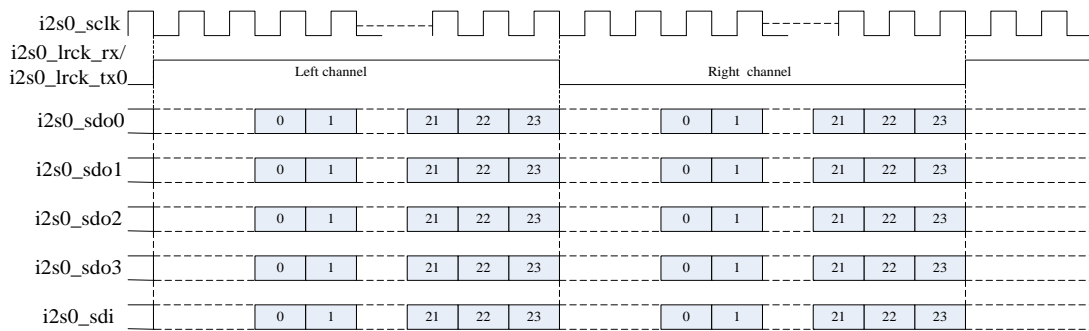 i2s0_sclk
i2s0_lrck_rx/
i2s0_lrck_tx0
Left channel
Right channel
i2s0_sdo0
0 1 21 22 23 0 1 21 22 23
i2s0_sdo1
0 1 21 22 23 0 1 21 22 23
i2s0_sdo2
0 1 21 22 23 0 1 21 22 23
i2s0_sdo3
0 1 21 22 23 0 1 21 22 23
i2s0_sdi
0 1 21 22 23 0 1 21 22 23